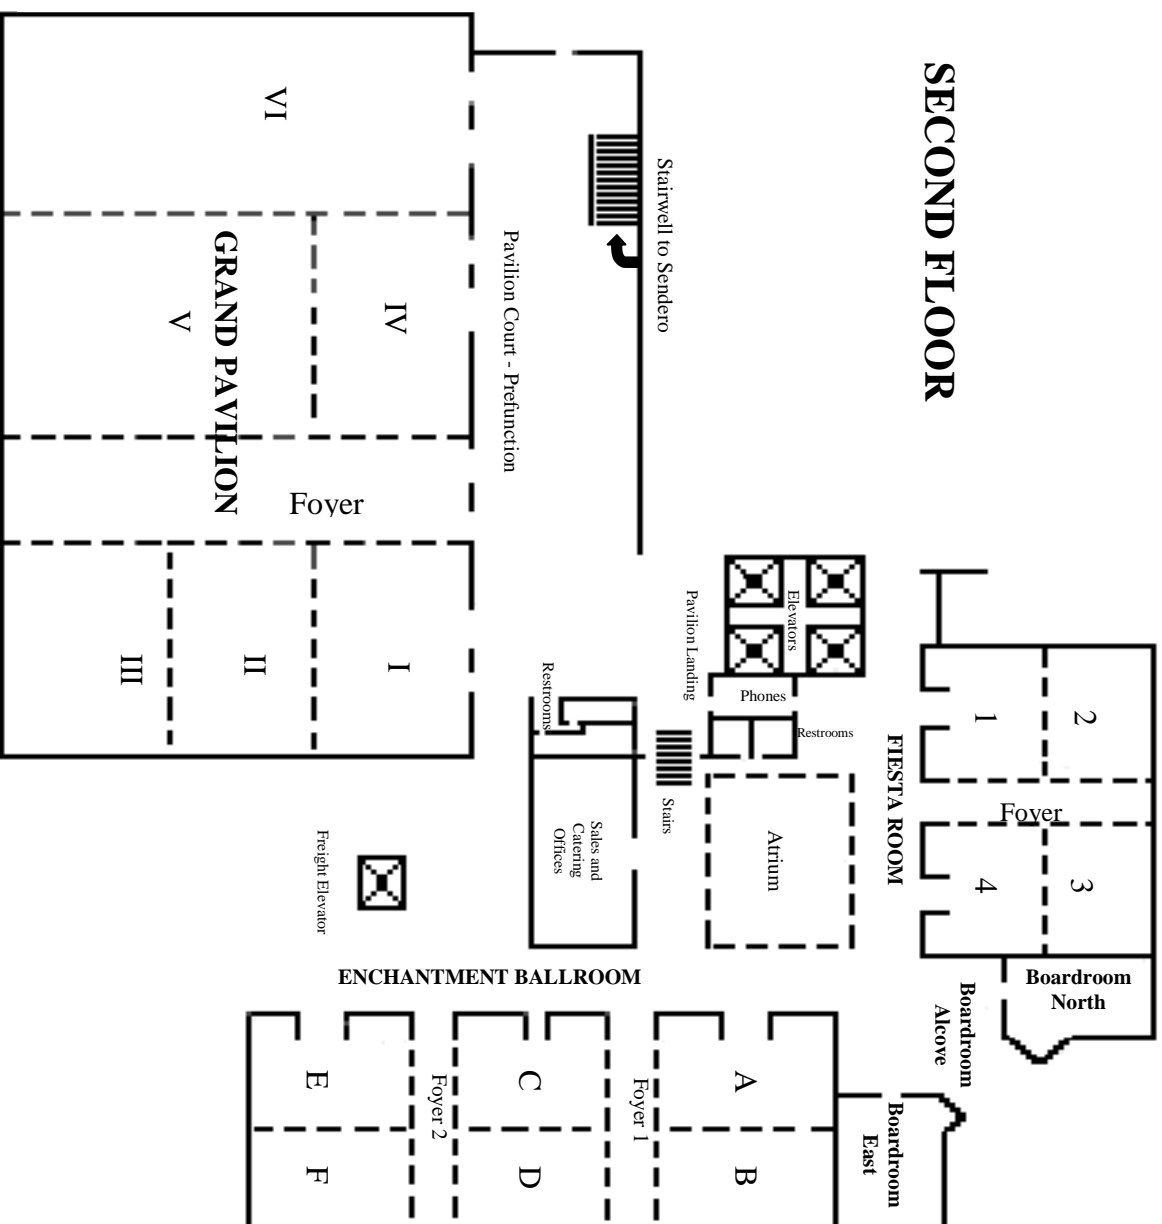 SECOND FLOOR
VI
Stairwell to Sendero
GRAND PAVILION
V
IV
Pavilion Court - Prefunction
Foyer
III
II
I
Elevators
Pavilion Landing
Phones
Restrooms
Restrooms
Stairs
Sales and
Catering
Offices
Atrium
Freight Elevator
FIESTA ROOM
1
2
Foyer
4
3
Boardroom
North
Boardroom
Alcove
ENCHANTMENT BALLROOM
E
Foyer 2
C
Foyer 1
A
Boardroom
East
F
D
B